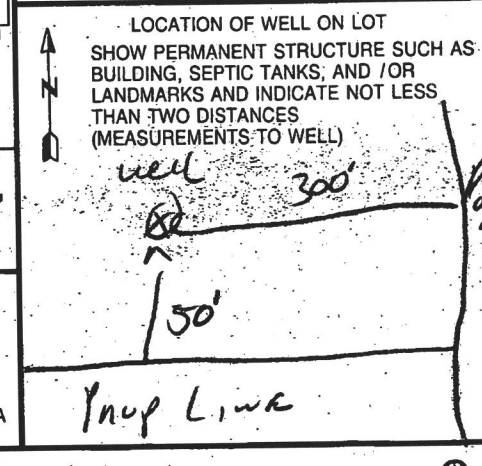 LOCATION OF WELL ON LOT
N
SHOW PERMANENT STRUCTURE SUCH AS
BUILDING, SEPTIC TANKS, AND / OR
LANDMARKS AND INDICATE NOT LESS
THAN TWO DISTANCES
(MEASUREMENTS TO WELL)
well
300'
50'
Prop Line